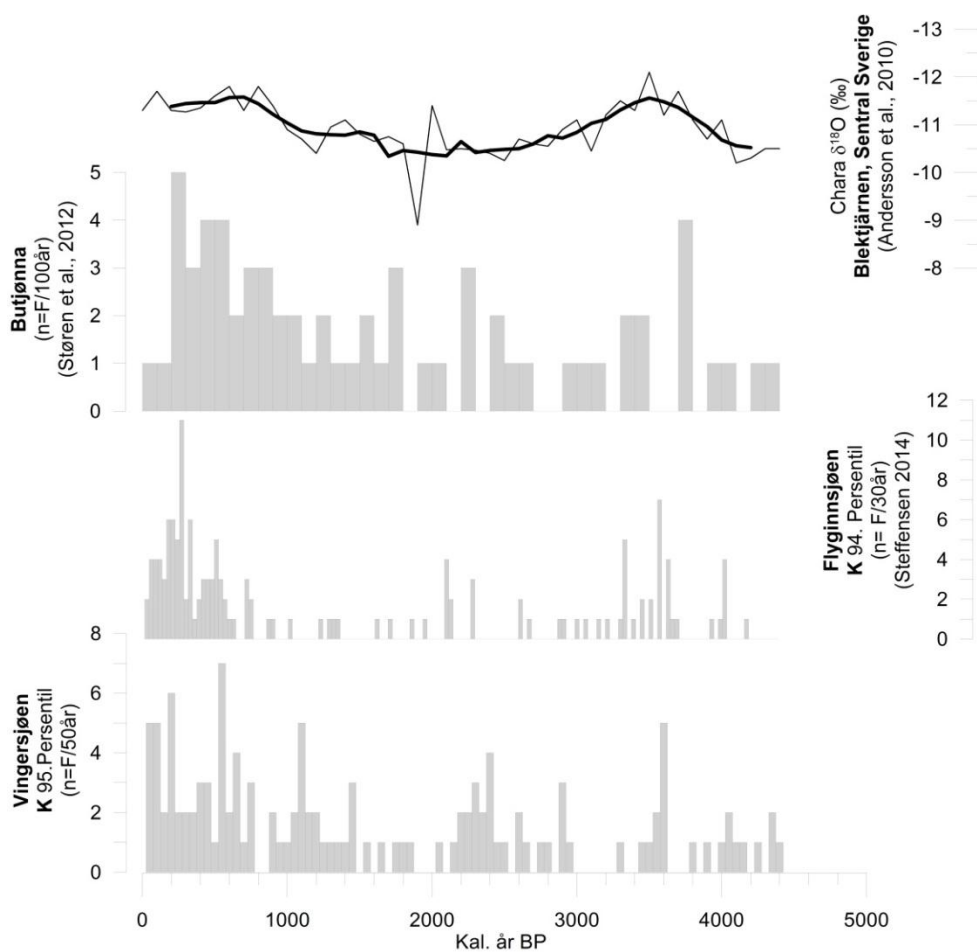 -13
-12
-11
-10
-9
-8
Chara δ18O (‰)
Blektjärnen, Sentral Sverige
(Andersson et al., 2010)
5
4
3
2
1
0
Butjønna
(n=F/100år)
(Støren et al., 2012)
12
10
8
6
4
2
0
Flyginnsjøen
K 94. Persentil
(n= F/30år)
(Steffensen 2014)
8
6
4
2
0
Vingersjøen
K 95.Persentil
(n=F/50år)
0 1000 2000 3000 4000 5000
Kal. år BP